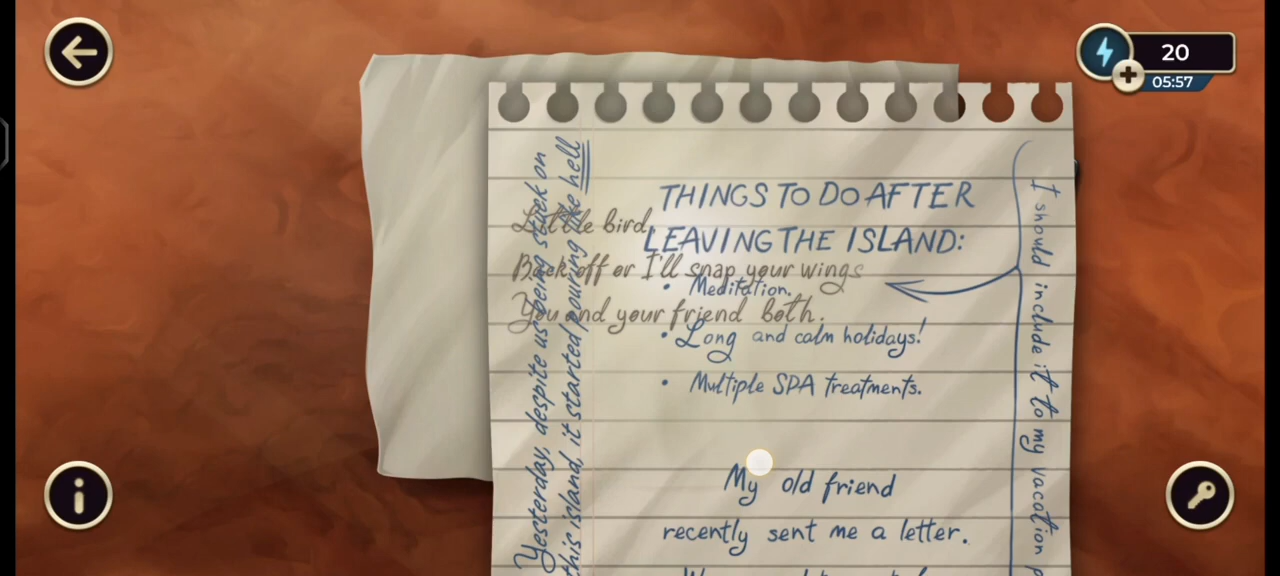 20
05:57
THINGS TO DO AFTER
LEAVING THE ISLAND:
• Meditation.
• Long and calm holidays!
• Multiple SPA treatments.
My old friend
recently sent me a letter.
Little bird,
Back off or I'll snap your wings
You and your friend both.
Yesterday, despite us being stuck on
this island, it started pouring like hell
I should include it to my vacation